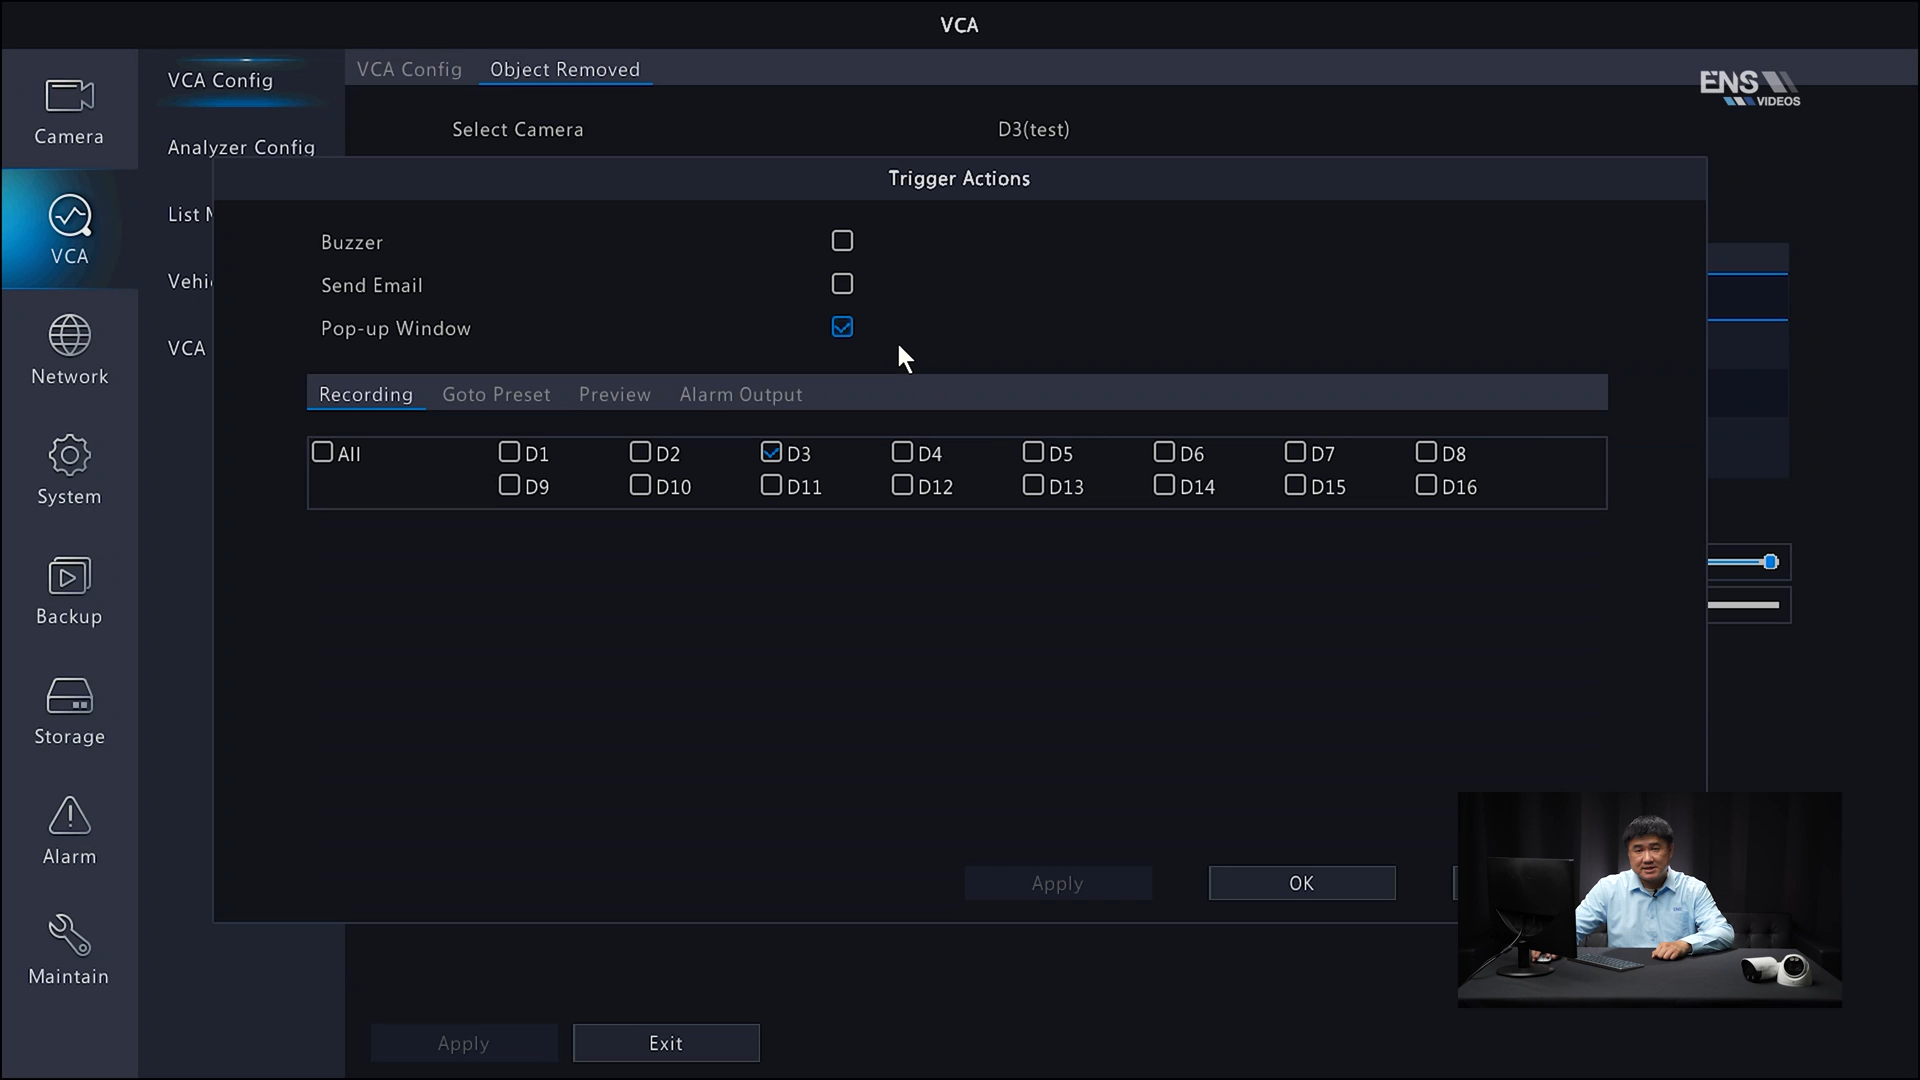 VCA
VCA Config
Object Removed
ENS
VIDEOS
Camera
VCA
Network
System
Backup
Storage
Alarm
Maintain
VCA Config
Analyzer Config
List
VCA
Select Camera
D3(test)
Trigger Actions
Buzzer
Send Email
Pop-up Window
Recording Goto Preset Preview Alarm Output
All D1 D2 D3 D4 D5 D6 D7 D8
D9 D10 D11 D12 D13 D14 D15 D16
Apply OK
Apply Exit